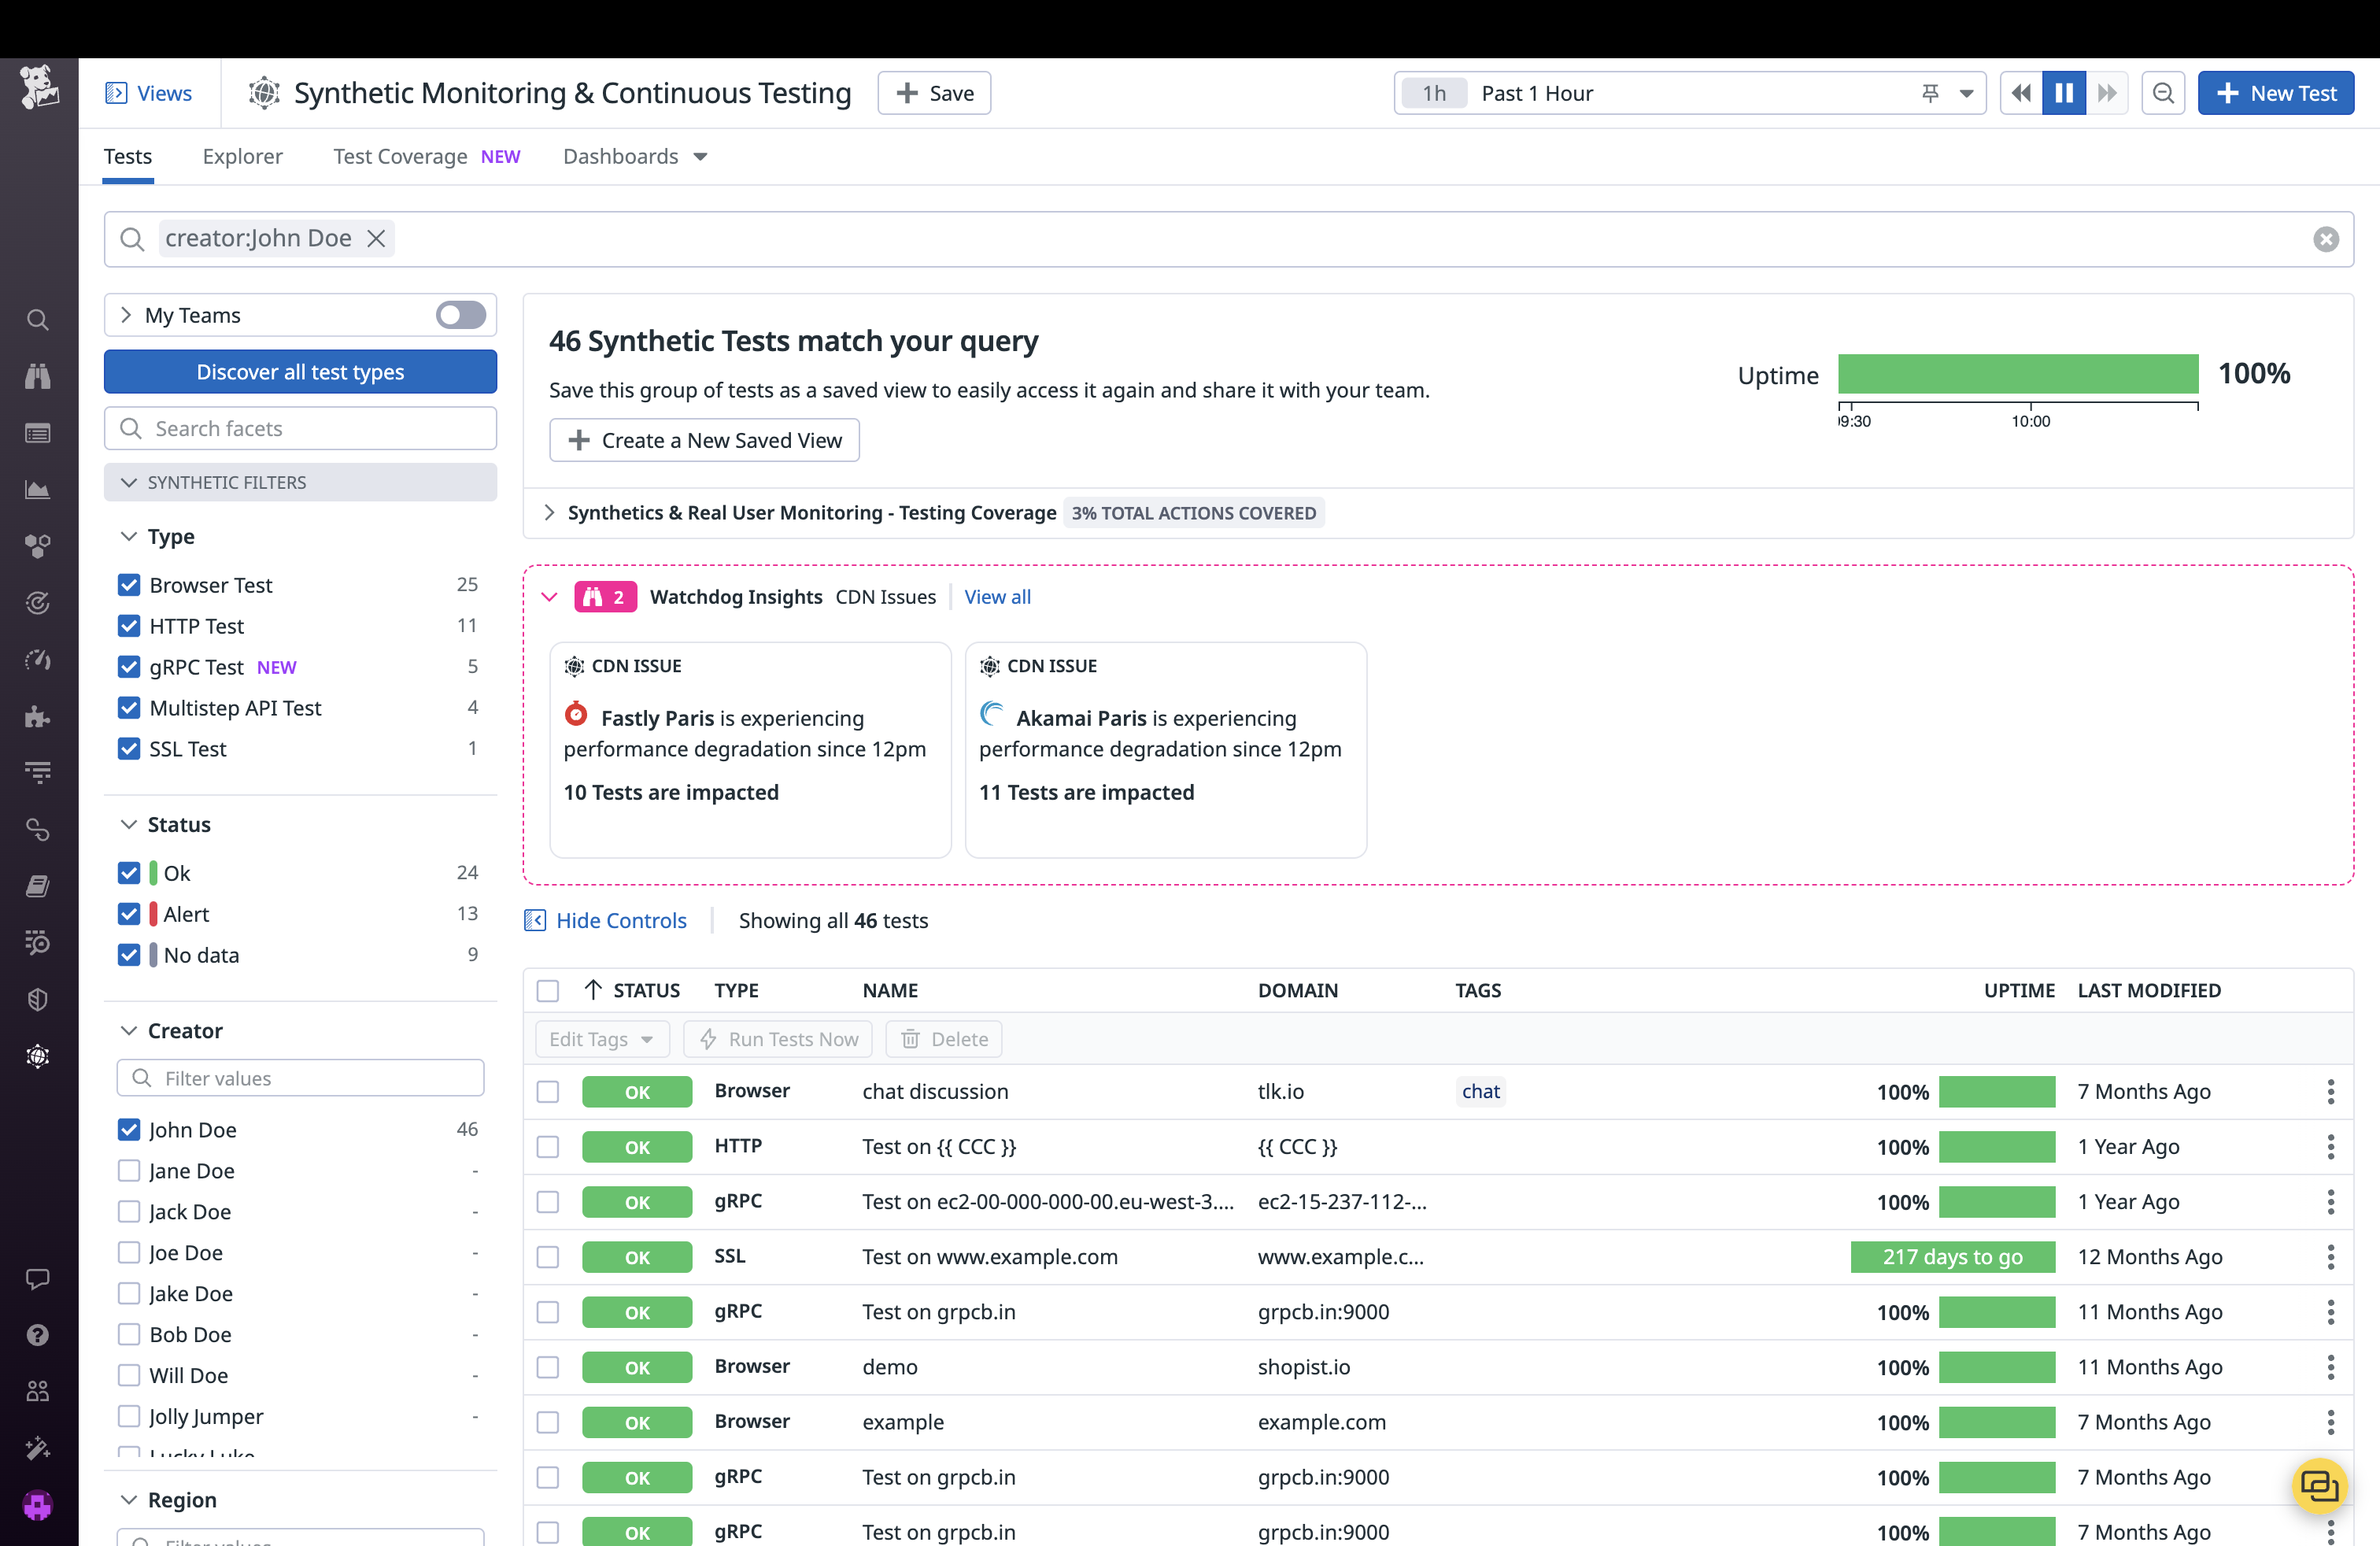 Views
Synthetic Monitoring & Continuous Testing
Save
1h Past 1 Hour
New Test
Tests Explorer Test Coverage NEW Dashboards
creator:John Doe
My Teams
Discover all test types
Search facets
SYNTHETIC FILTERS
Type
Browser Test 25
HTTP Test 11
gRPC Test NEW 5
Multistep API Test 4
SSL Test 1
Status
Ok 24
Alert 13
No data 9
Creator
Filter values
John Doe 46
Jane Doe -
Jack Doe -
Joe Doe -
Jake Doe -
Bob Doe -
Will Doe -
Jolly Jumper -
Lucky Luke
Region
Filter values
46 Synthetic Tests match your query
Save this group of tests as a saved view to easily access it again and share it with your team.
Create a New Saved View
Uptime 100%
9:30 10:00
Synthetics & Real User Monitoring - Testing Coverage 3% TOTAL ACTIONS COVERED
2 Watchdog Insights CDN Issues View all
CDN ISSUE
Fastly Paris is experiencing
performance degradation since 12pm
10 Tests are impacted
CDN ISSUE
Akamai Paris is experiencing
performance degradation since 12pm
11 Tests are impacted
Hide Controls Showing all 46 tests
STATUS TYPE NAME DOMAIN TAGS UPTIME LAST MODIFIED
Edit Tags Run Tests Now Delete
OK Browser chat discussion tlk.io chat 100% 7 Months Ago
OK HTTP Test on {{ CCC }} {{ CCC }} 100% 1 Year Ago
OK gRPC Test on ec2-00-000-000-00.eu-west-3.... ec2-15-237-112-... 100% 1 Year Ago
OK SSL Test on www.example.com www.example.c... 217 days to go 12 Months Ago
OK gRPC Test on grpcb.in grpcb.in:9000 100% 11 Months Ago
OK Browser demo shopist.io 100% 11 Months Ago
OK Browser example example.com 100% 7 Months Ago
OK gRPC Test on grpcb.in grpcb.in:9000 100% 7 Months Ago
OK gRPC Test on grpcb.in grpcb.in:9000 100% 7 Months Ago